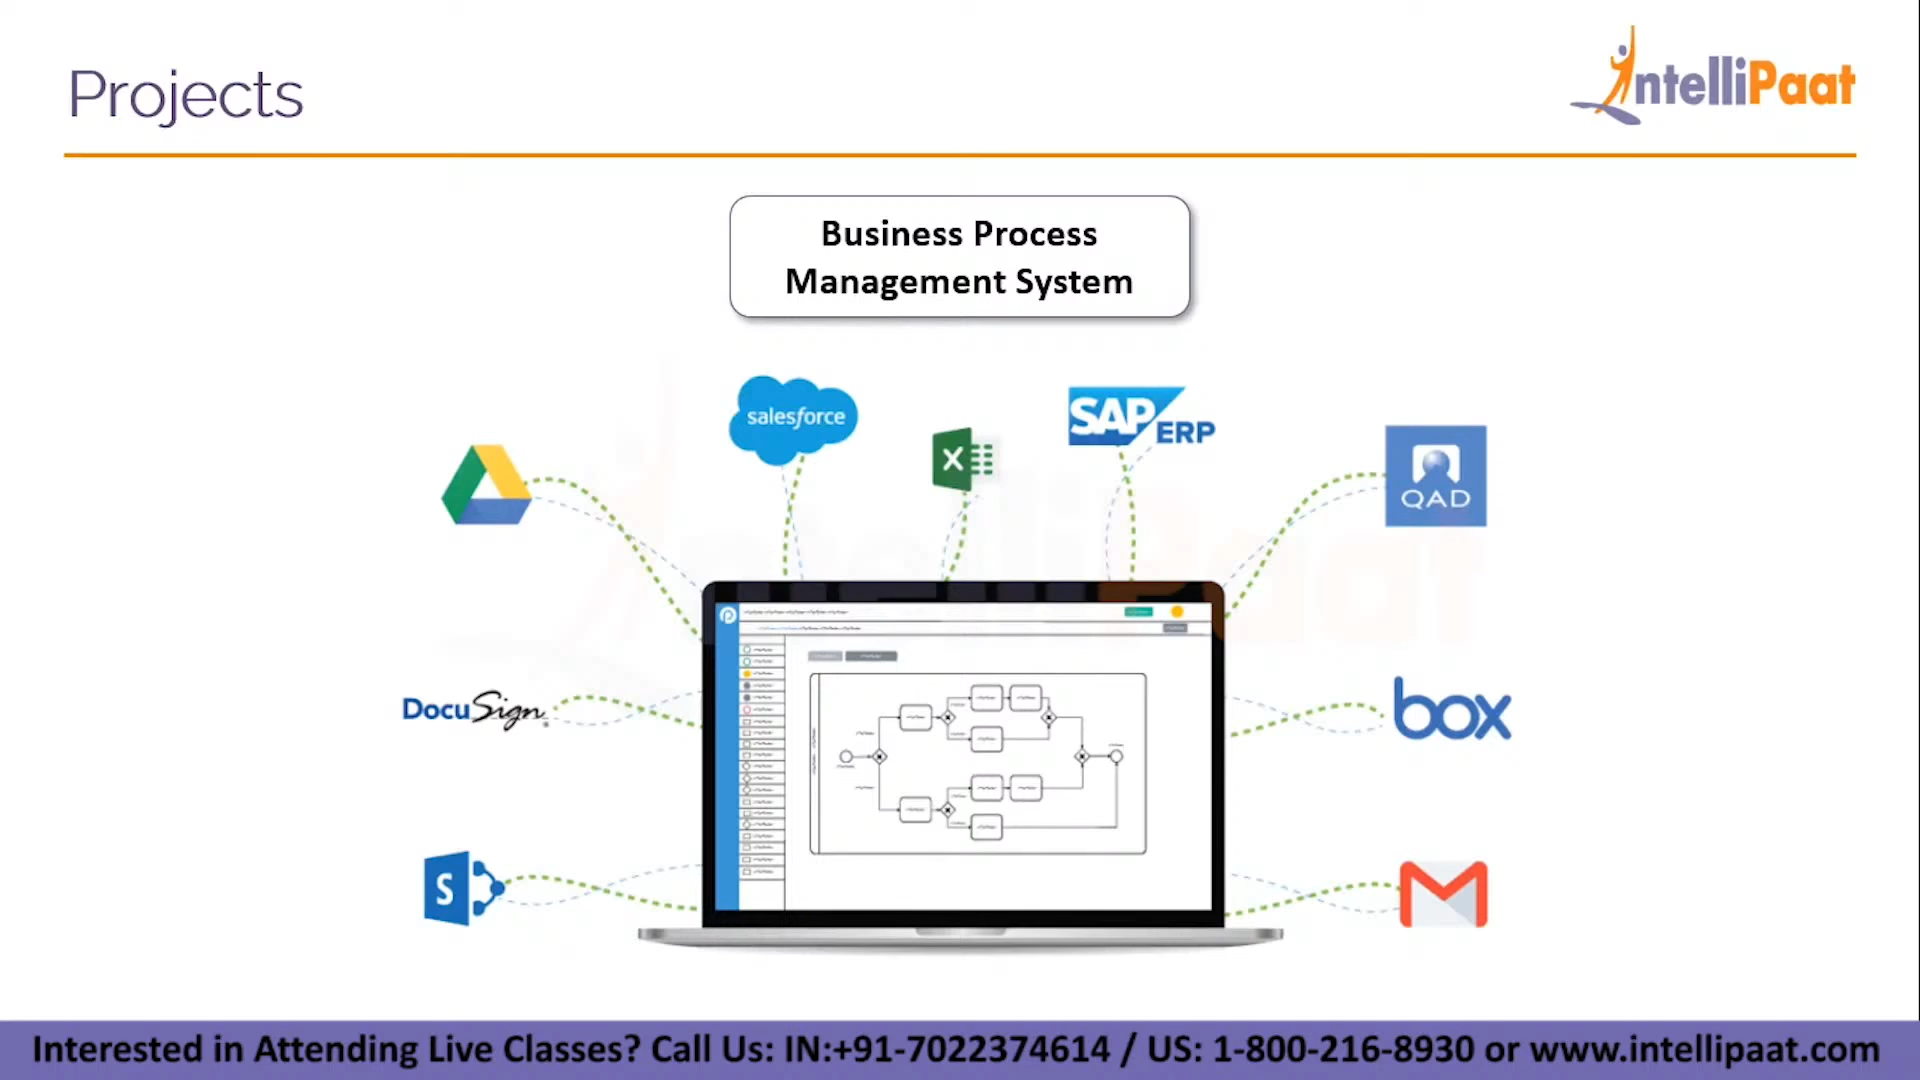 Projects
IntelliPaat
Business Process
Management System
salesforce
SAP ERP
X
QAD
DocuSign
box
S
Interested in Attending Live Classes? Call Us: IN:+91-7022374614 / US: 1-800-216-8930 or www.intellipaat.com